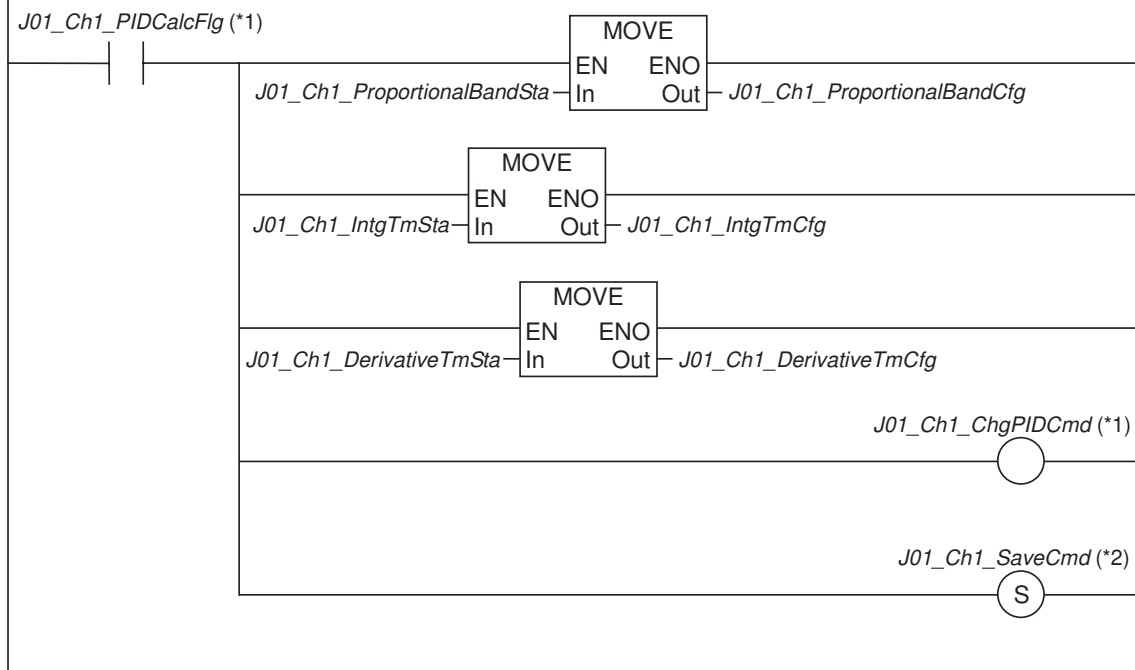 J01_Ch1_PIDCalcFlg (*1)
MOVE
EN ENO
J01_Ch1_ProportionalBandSta In Out J01_Ch1_ProportionalBandCfg
MOVE
EN ENO
J01_Ch1_IntgTmSta In Out J01_Ch1_IntgTmCfg
MOVE
EN ENO
J01_Ch1_DerivativeTmSta In Out J01_Ch1_DerivativeTmCfg
J01_Ch1_ChgPIDCmd (*1)
J01_Ch1_SaveCmd (*2)
S